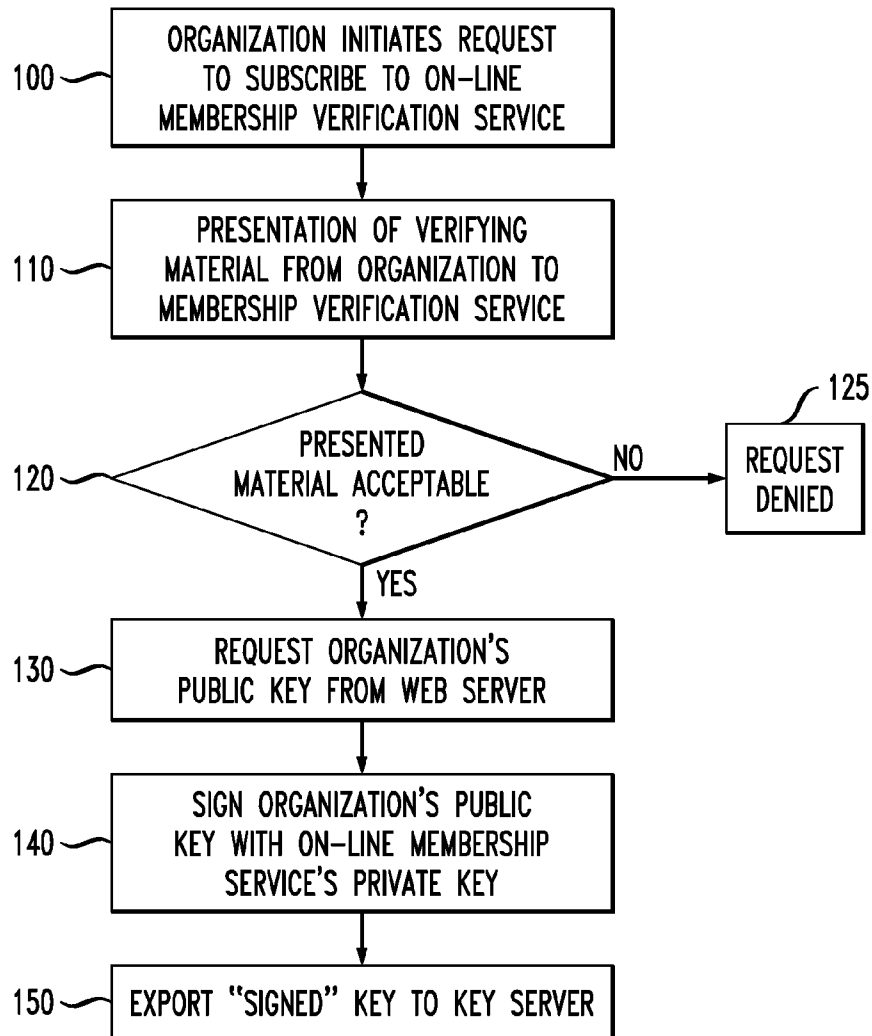 100
ORGANIZATION INITIATES REQUEST
TO SUBSCRIBE TO ON-LINE
MEMBERSHIP VERIFICATION SERVICE
110
PRESENTATION OF VERIFYING
MATERIAL FROM ORGANIZATION TO
MEMBERSHIP VERIFICATION SERVICE
120
PRESENTED
MATERIAL ACCEPTABLE
?
NO
125
REQUEST
DENIED
YES
130
REQUEST ORGANIZATION'S
PUBLIC KEY FROM WEB SERVER
140
SIGN ORGANIZATION'S PUBLIC
KEY WITH ON-LINE MEMBERSHIP
SERVICE'S PRIVATE KEY
150
EXPORT "SIGNED" KEY TO KEY SERVER